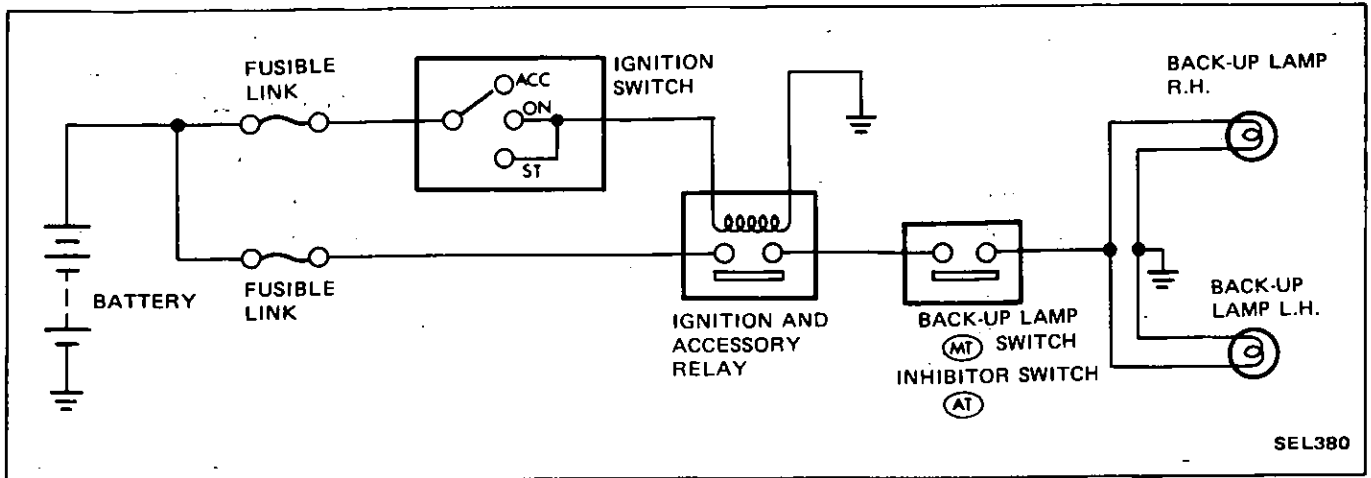 FUSIBLE
LINK
IGNITION
SWITCH
ACC
ON
ST
BACK-UP LAMP
R.H.
BATTERY
FUSIBLE
LINK
IGNITION AND
ACCESSORY
RELAY
BACK-UP LAMP
MT SWITCH
INHIBITOR SWITCH
AT
BACK-UP
LAMP L.H.
SEL380